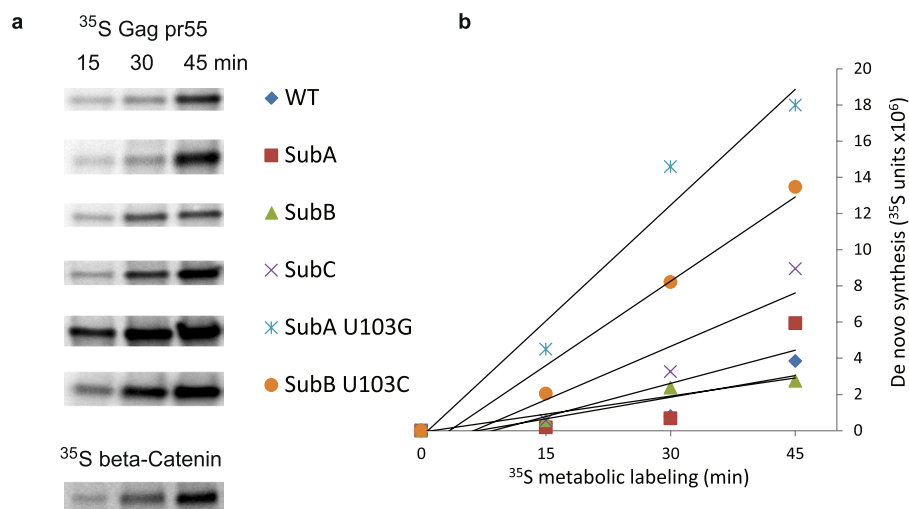 a
³⁵S Gag pr55
15 30 45 min
WT
SubA
SubB
SubC
SubA U103G
SubB U103C
³⁵S beta-Catenin
b
20
18
16
14
12
10
8
6
4
2
0
De novo synthesis (³⁵S units x10⁶)
0 15 30 45
³⁵S metabolic labeling (min)